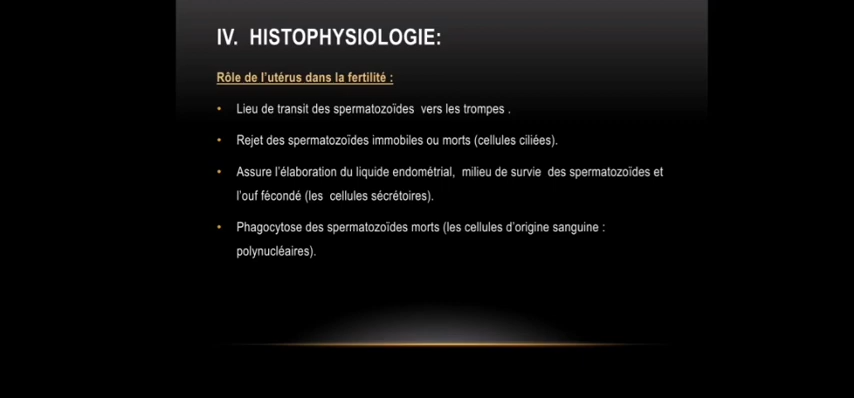 IV. HISTOPHYSIOLOGIE:
Rôle de l'utérus dans la fertilité :
• Lieu de transit des spermatozoïdes vers les trompes .
• Rejet des spermatozoïdes immobiles ou morts (cellules ciliées).
• Assure l'élaboration du liquide endométrial, milieu de survie des spermatozoïdes et
l'ouf fécondé (les cellules sécrétoires).
• Phagocytose des spermatozoïdes morts (les cellules d'origine sanguine :
polynucléaires).